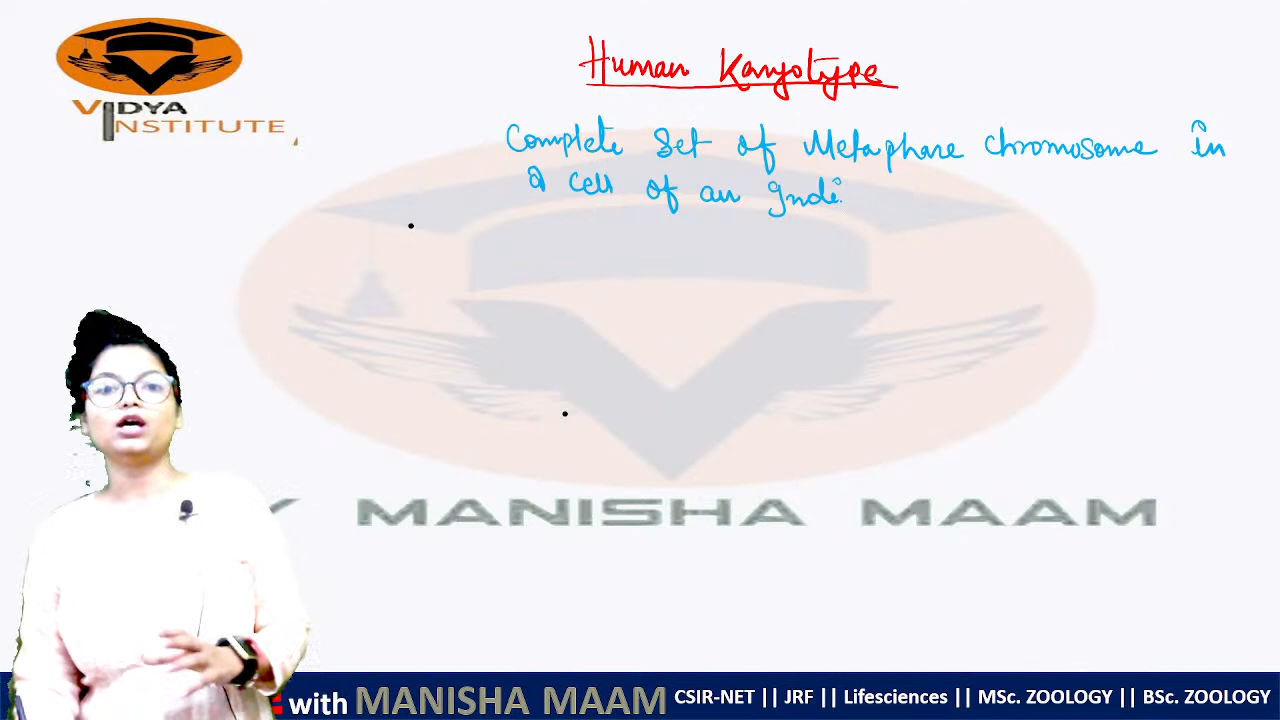 VIDYA
INSTITUTE
Human Karyotype
Complete Set of Metaphase chromosome in
a cell of an Indi.
BY MANISHA MAAM
with MANISHA MAAM CSIR-NET || JRF || Lifesciences || MSc. ZOOLOGY || BSc. ZOOLOGY